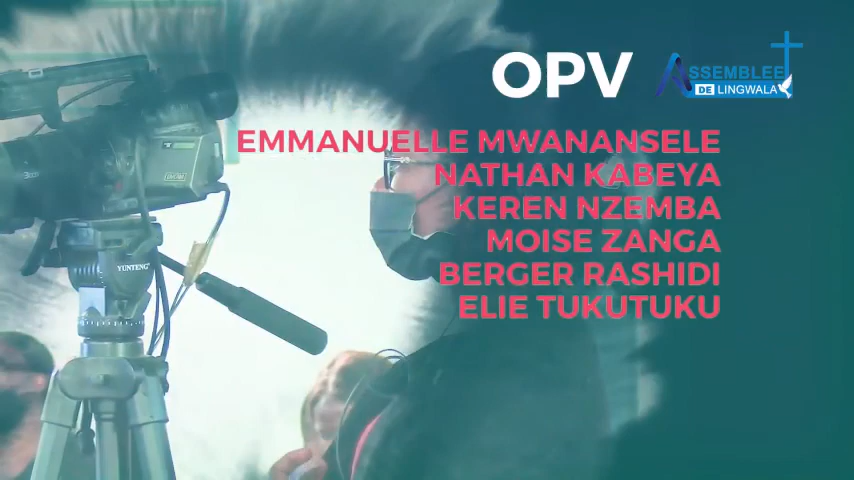 OPV
ASSEMBLEE
DE LINGWALA
EMMANUELLE MWANANSELE
NATHAN KABEYA
KEREN NZEMBA
MOISE ZANGA
BERGER RASHIDI
ELIE TUKUTUKU
YUNTENG